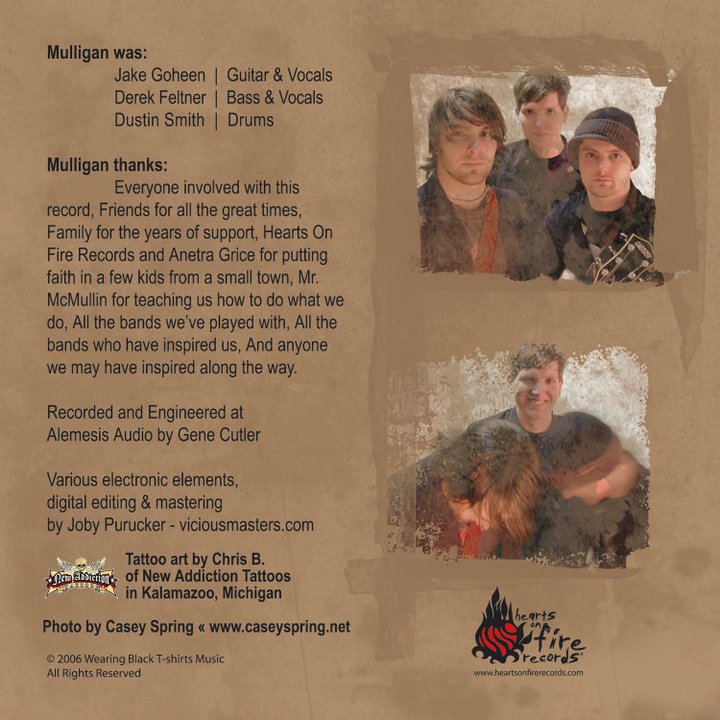 Mulligan was:
Jake Goheen | Guitar & Vocals
Derek Feltner | Bass & Vocals
Dustin Smith | Drums
Mulligan thanks:
Everyone involved with this
record, Friends for all the great times,
Family for the years of support, Hearts On
Fire Records and Anetra Grice for putting
faith in a few kids from a small town, Mr.
McMullin for teaching us how to do what we
do, All the bands we've played with, All the
bands who have inspired us, And anyone
we may have inspired along the way.
Recorded and Engineered at
Alemesis Audio by Gene Cutler
Various electronic elements,
digital editing & mastering
by Joby Purucker - viciousmasters.com
New Addiction
Tattoo art by Chris B.
of New Addiction Tattoos
in Kalamazoo, Michigan
Photo by Casey Spring « www.caseyspring.net
© 2006 Wearing Black T-shirts Music
All Rights Reserved
hearts
on
fire
records
www.heartsonfirerecords.com